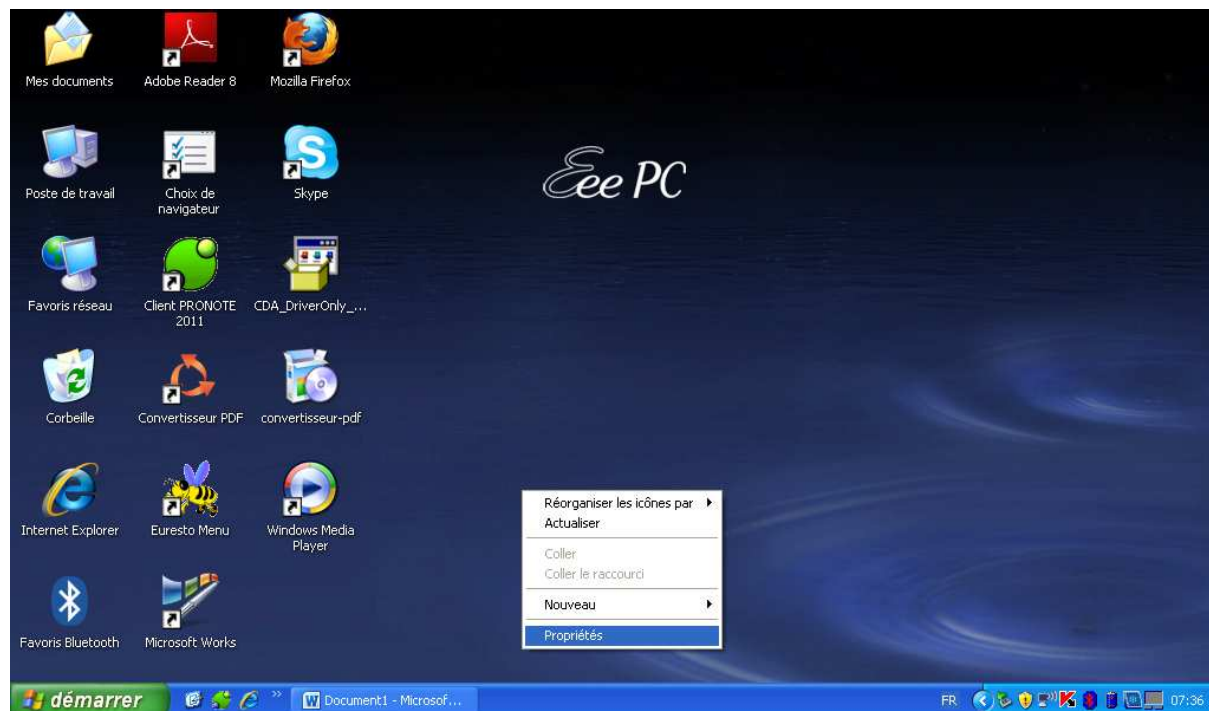 Mes documents
Adobe Reader 8
Mozilla Firefox
Poste de travail
Choix de
navigateur
Skype
Eee PC
Favoris réseau
Client PRONOTE
2011
CDA_DriverOnly_...
Corbeille
Convertisseur PDF
convertisseur-pdf
Internet Explorer
Euresto Menu
Windows Media
Player
Favoris Bluetooth
Microsoft Works
Réorganiser les icônes par
Actualiser
Coller
Coller le raccourci
Nouveau
Propriétés
démarrer
Document1 - Microsof...
FR
07:36